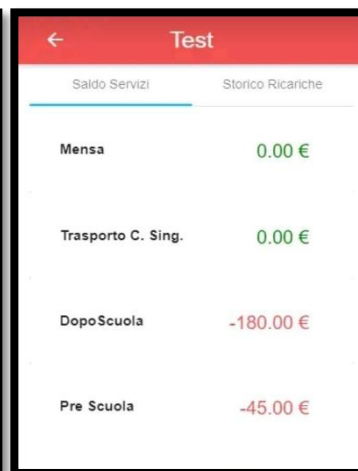 Test
Saldo Servizi Storico Ricariche
Mensa 0.00 €
Trasporto C. Sing. 0.00 €
DopoScuola -180.00 €
Pre Scuola -45.00 €